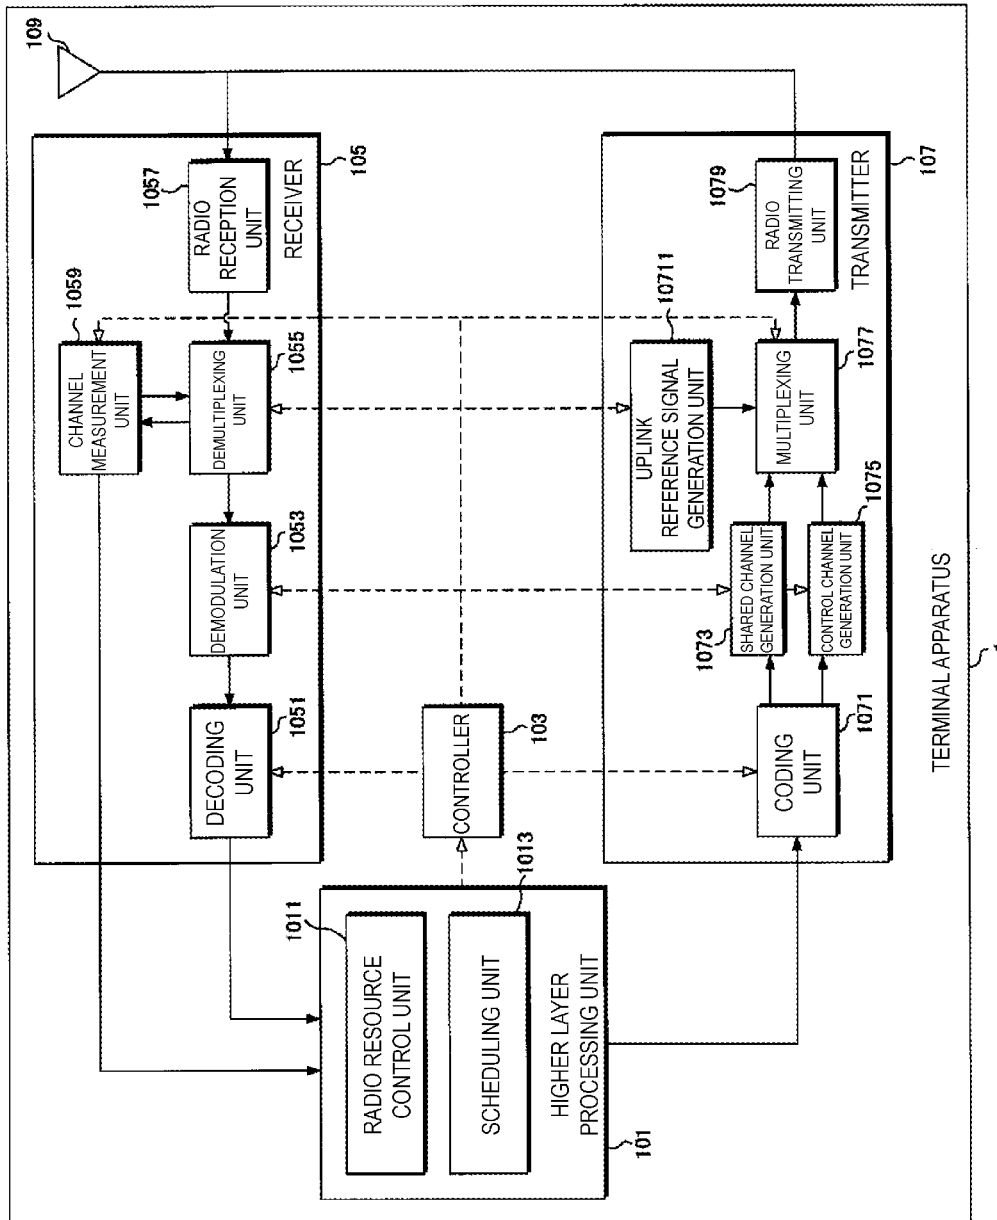 109
105
1057
RADIO
RECEPTION
UNIT
RECEIVER
1059
CHANNEL
MEASUREMENT
UNIT
1055
DEMULTIPLEXING
UNIT
1053
DEMODULATION
UNIT
1051
DECODING
UNIT
103
CONTROLLER
1011
RADIO RESOURCE
CONTROL UNIT
1013
SCHEDULING UNIT
HIGHER LAYER
PROCESSING UNIT
101
107
1079
RADIO
TRANSMITTING
UNIT
TRANSMITTER
10711
UPLINK
REFERENCE SIGNAL
GENERATION UNIT
1077
MULTIPLEXING
UNIT
1073
SHARED CHANNEL
GENERATION UNIT
1075
CONTROL CHANNEL
GENERATION UNIT
1071
CODING
UNIT
TERMINAL APPARATUS
1